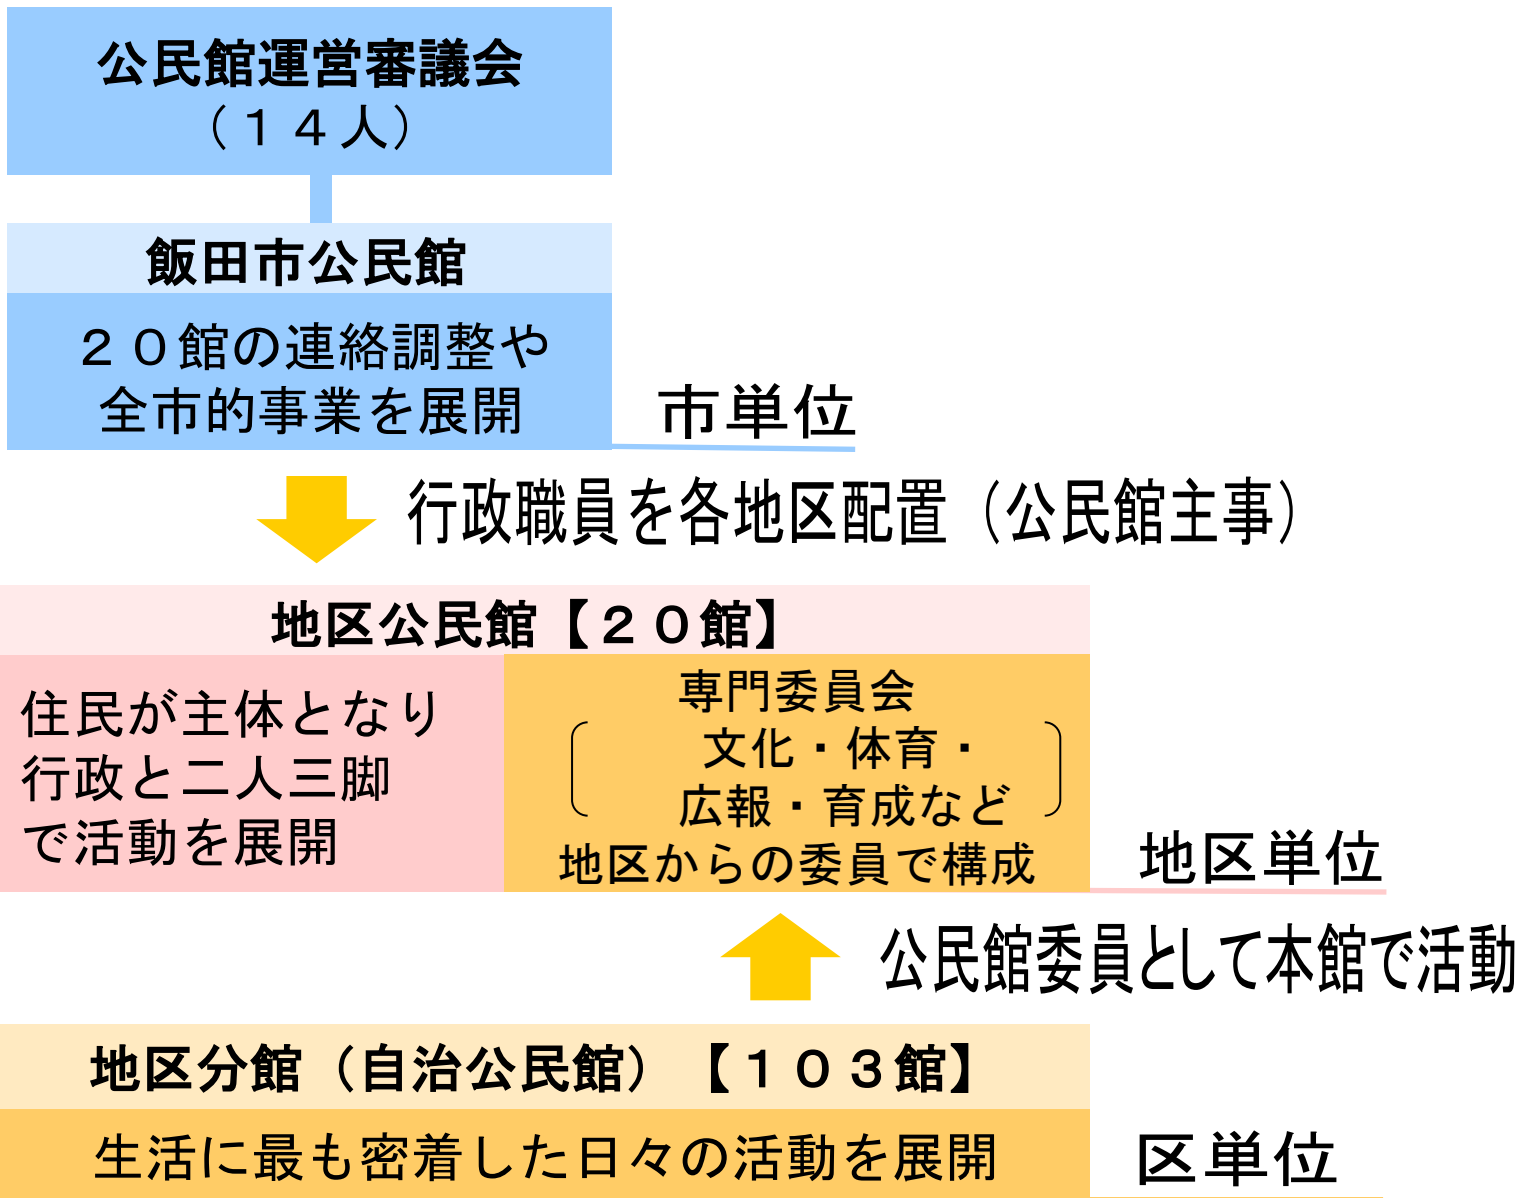 公民館運営審議会
（１４人）
飯田市公民館
２０館の連絡調整や
全市的事業を展開
市単位
行政職員を各地区配置（公民館主事）
地区公民館【２０館】
住民が主体となり
行政と二人三脚
で活動を展開
専門委員会
文化・体育・
広報・育成など
地区からの委員で構成
地区単位
公民館委員として本館で活動
地区分館（自治公民館）【１０３館】
生活に最も密着した日々の活動を展開
区単位